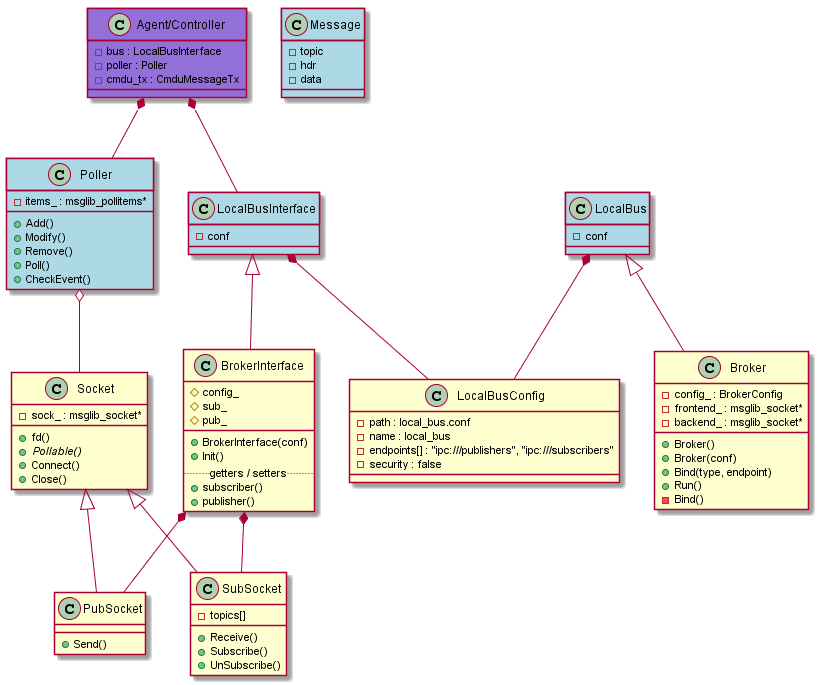 C Agent/Controller
bus : LocalBusInterface
poller : Poller
cmdu_tx : CmduMessageTx
C Message
topic
hdr
data
C Poller
items_ : msglib_pollitems*
Add()
Modify()
Remove()
Poll()
CheckEvent()
C LocalBusInterface
conf
C LocalBus
conf
C Socket
sock_ : msglib_socket*
fd()
Pollable()
Connect()
Close()
C BrokerInterface
config_
sub_
pub_
BrokerInterface(conf)
Init()
getters / setters
subscriber()
publisher()
C LocalBusConfig
path : local_bus.conf
name : local_bus
endpoints[] : "ipc:///publishers", "ipc:///subscribers"
security : false
C Broker
config_ : BrokerConfig
frontend_ : msglib_socket*
backend_ : msglib_socket*
Broker()
Broker(conf)
Bind(type, endpoint)
Run()
Bind()
C PubSocket
Send()
C SubSocket
topics[]
Receive()
Subscribe()
UnSubscribe()